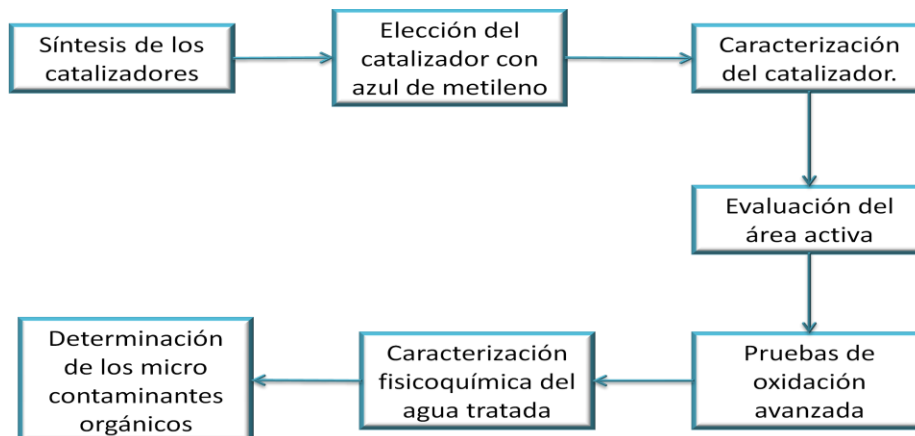 Síntesis de los
catalizadores
Elección del
catalizador con
azul de metileno
Caracterización
del catalizador.
Evaluación del
área activa
Pruebas de
oxidación
avanzada
Caracterización
fisicoquímica del
agua tratada
Determinación
de los micro
contaminantes
orgánicos